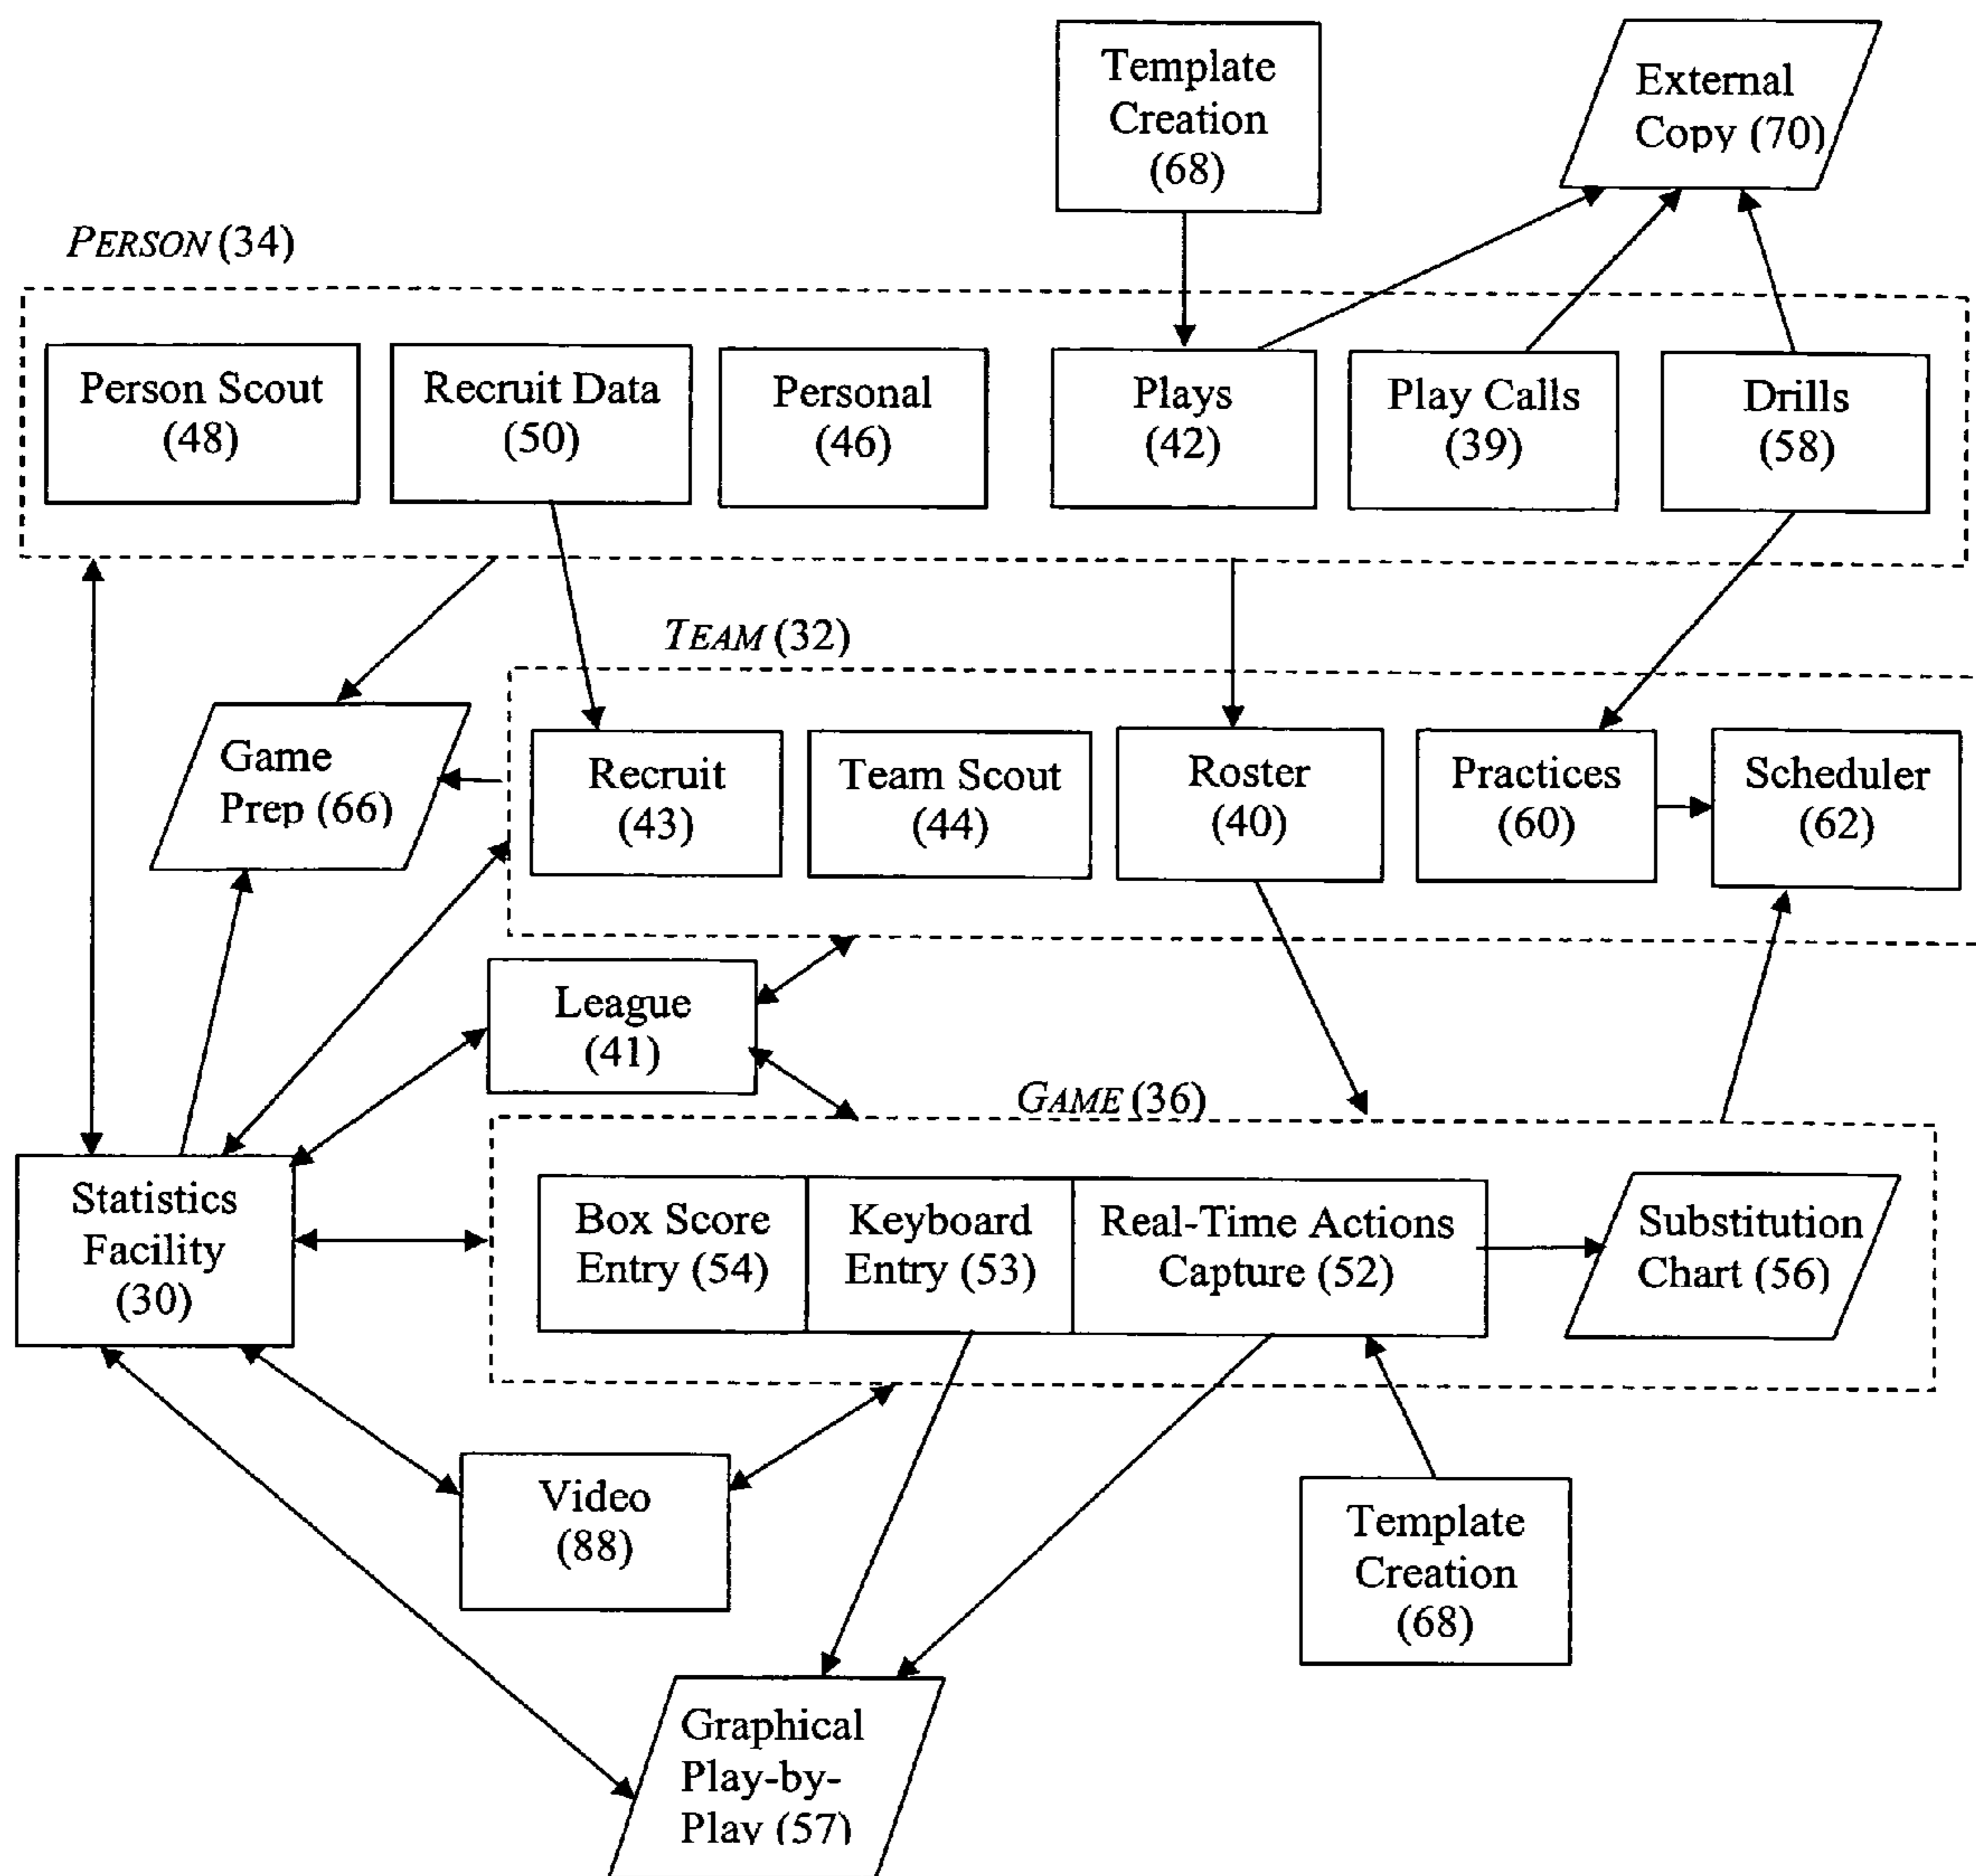 Template
Creation
(68)
External
Copy (70)
PERSON (34)
Person Scout
(48)
Recruit Data
(50)
Personal
(46)
Plays
(42)
Play Calls
(39)
Drills
(58)
TEAM (32)
Game
Prep (66)
Recruit
(43)
Team Scout
(44)
Roster
(40)
Practices
(60)
Scheduler
(62)
League
(41)
GAME (36)
Statistics
Facility
(30)
Box Score
Entry (54)
Keyboard
Entry (53)
Real-Time Actions
Capture (52)
Substitution
Chart (56)
Video
(88)
Template
Creation
(68)
Graphical
Play-by-
Play (57)